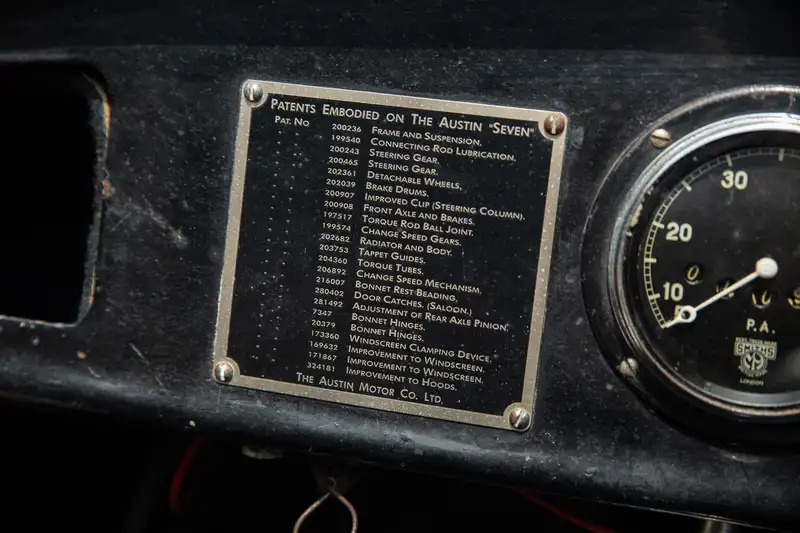 PATENTS EMBODIED ON THE AUSTIN "SEVEN"
PAT. NO 200236 FRAME AND SUSPENSION.
199540 CONNECTING ROD LUBRICATION.
200243 STEERING GEAR.
200465 STEERING GEAR.
202361 DETACHABLE WHEELS,
202039 BRAKE DRUMS.
200907 IMPROVED CLIP (STEERING COLUMN).
200908 FRONT AXLE AND BRAKES.
197517 TORQUE ROD BALL JOINT.
199574 CHANGE SPEED GEARS.
202682 RADIATOR AND BODY.
203753 TAPPET GUIDES.
204360 TORQUE TUBES.
206892 CHANGE SPEED MECHANISM,
216007 BONNET REST BEADING,
280402 DOOR CATCHES. (SALOON.)
281492 ADJUSTMENT OF REAR AXLE PINION,
7347 BONNET HINGES.
20379 BONNET HINGES.
173360 WINDSCREEN CLAMPING DEVICE,
169632 IMPROVEMENT TO WINDSCREEN.
171867 IMPROVEMENT TO WINDSCREEN.
324181 IMPROVEMENT TO HOODS.
THE AUSTIN MOTOR CO. LTD.
30
20
10
0
P.A.
SMITHS
LONDON